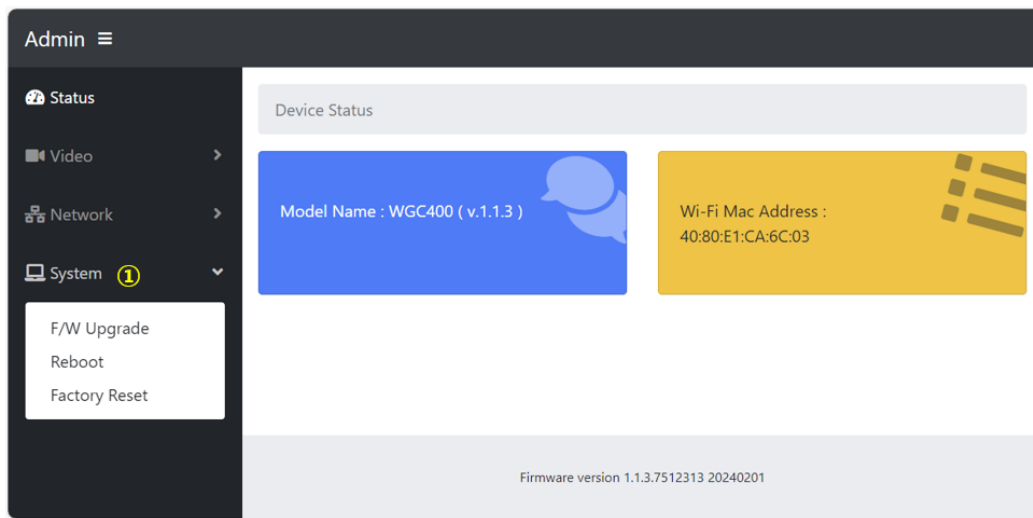 Admin
Status
Device Status
Video
Network
Model Name : WGC400 ( v.1.1.3 )
Wi-Fi Mac Address :
40:80:E1:CA:6C:03
System ①
F/W Upgrade
Reboot
Factory Reset
Firmware version 1.1.3.7512313 20240201